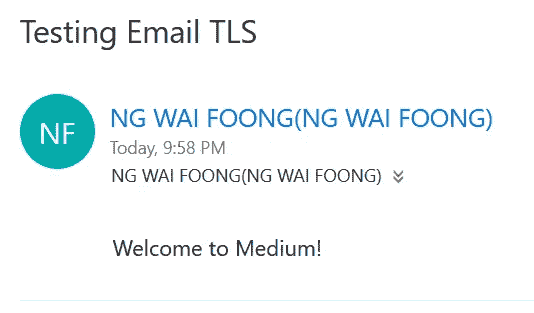 Testing Email TLS
NF
NG WAI FOONG(NG WAI FOONG)
Today, 9:58 PM
NG WAI FOONG(NG WAI FOONG)
Welcome to Medium!